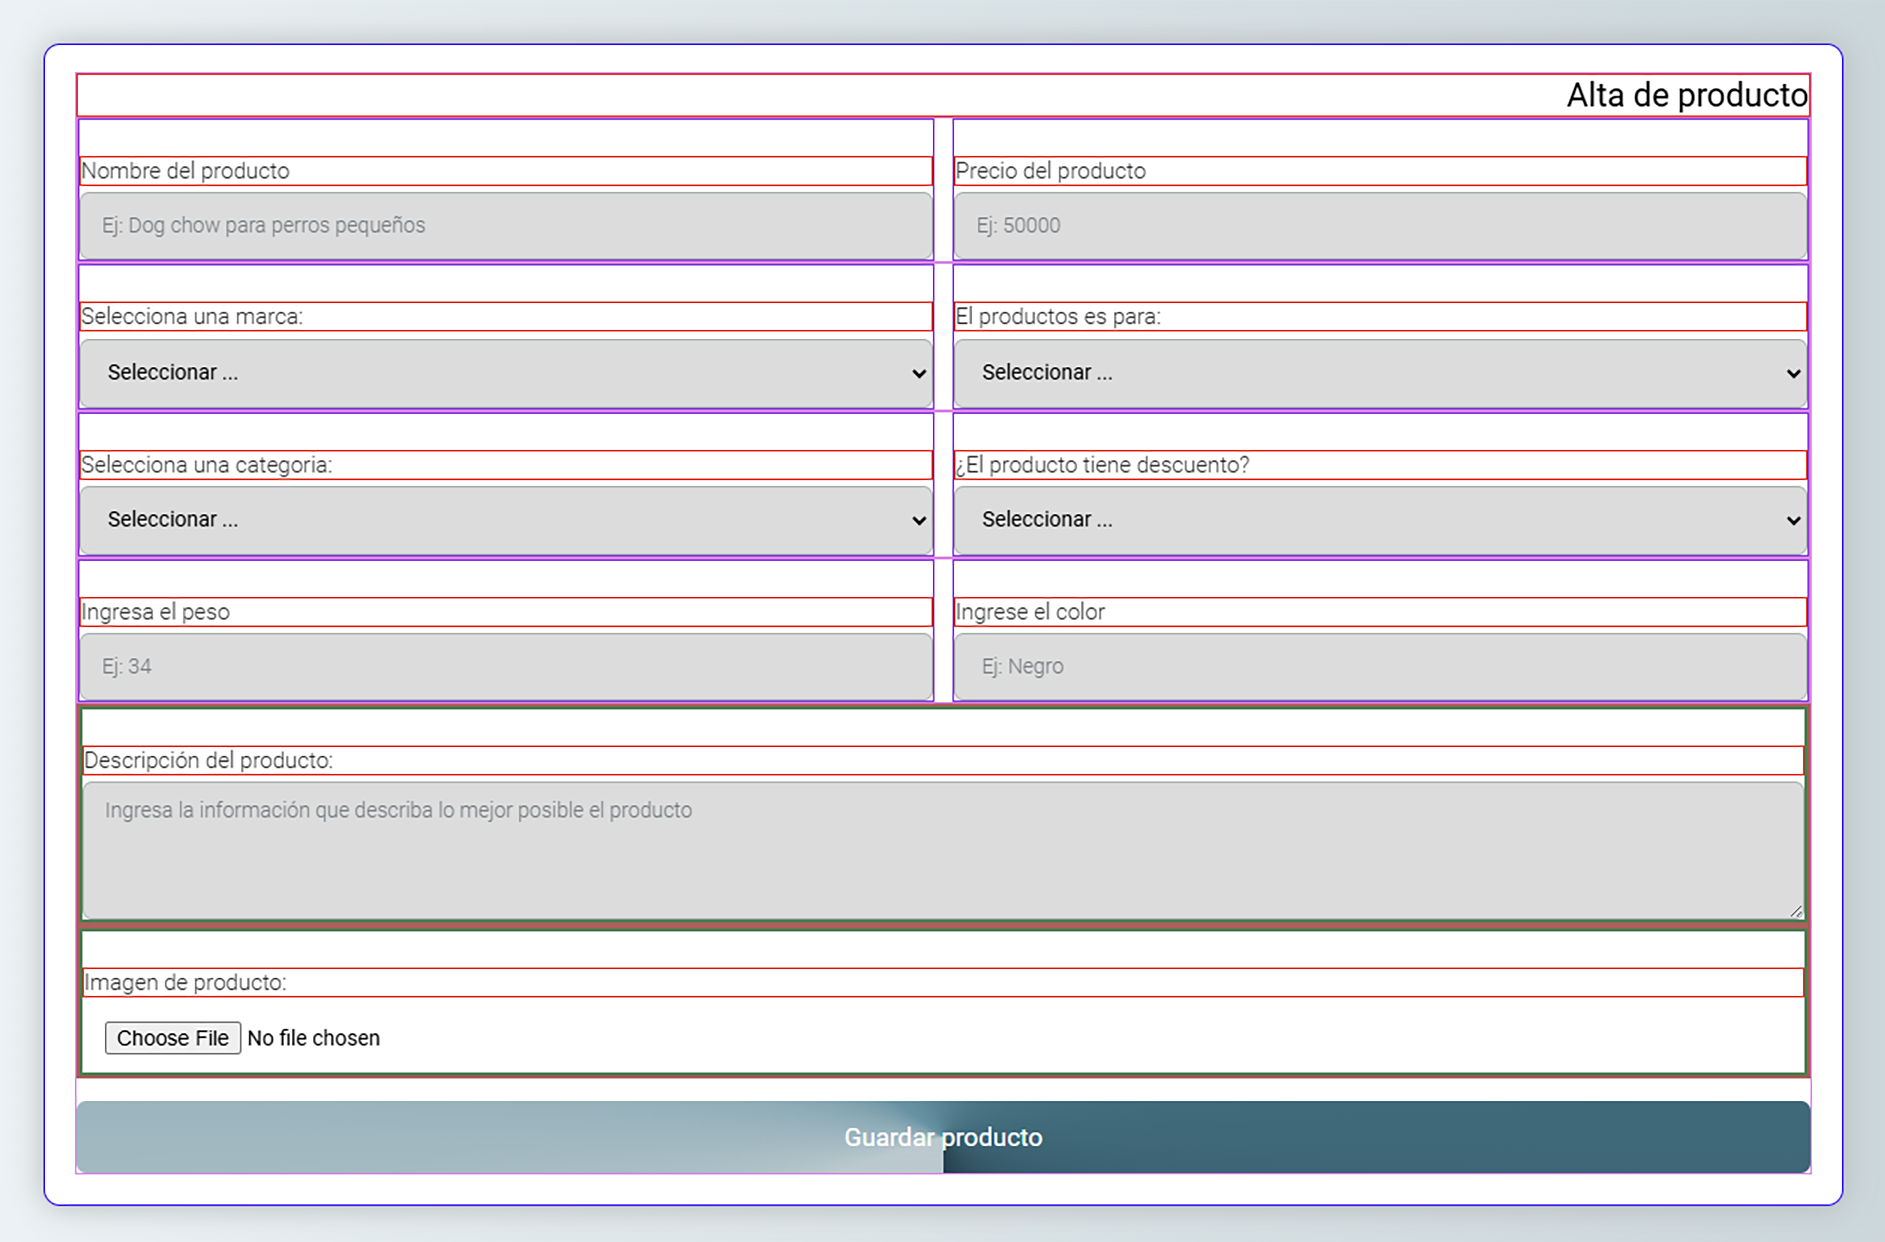 Alta de producto
Nombre del producto
Precio del producto
Ej: Dog chow para perros pequeños
Ej: 50000
Selecciona una marca:
El productos es para:
Seleccionar ...
Seleccionar ...
Selecciona una categoria:
¿El producto tiene descuento?
Seleccionar ...
Seleccionar ...
Ingresa el peso
Ingrese el color
Ej: 34
Ej: Negro
Descripción del producto:
Ingresa la información que describa lo mejor posible el producto
Imagen de producto:
Choose File No file chosen
Guardar producto